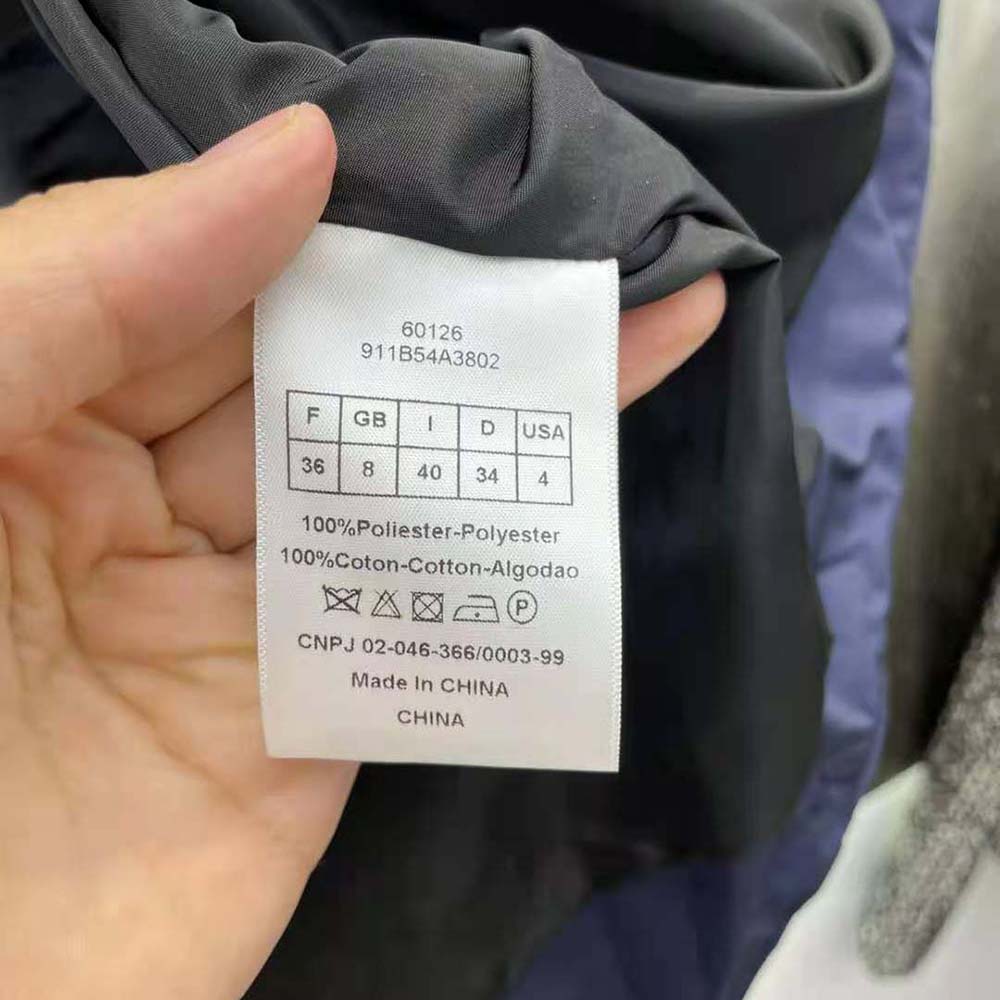 60126
911B54A3802
F GB I D USA
36 8 40 34 4
100%Poliester-Polyester
100%Coton-Cotton-Algodao
P
CNPJ 02-046-366/0003-99
Made In CHINA
CHINA